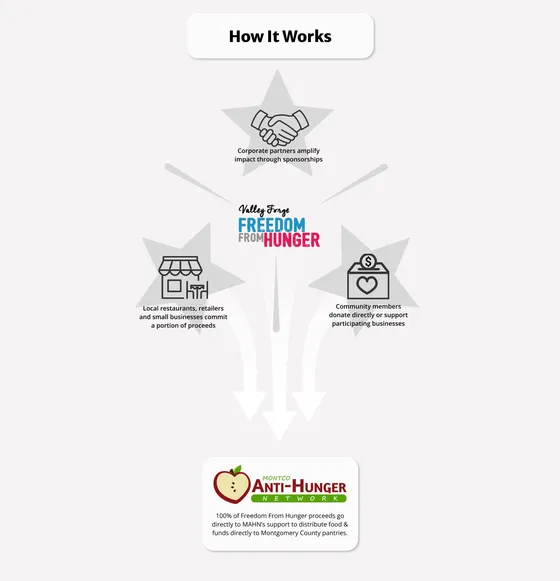 How It Works
Corporate partners amplify
impact through sponsorships
Valley Forge
FREEDOM
FROM HUNGER
Local restaurants, retailers
and small businesses commit
a portion of proceeds
$
Community members
donate directly or support
participating businesses
MONTCO
ANTI-HUNGER
NETWORK
100% of Freedom From Hunger proceeds go
directly to MAHN's support to distribute food &
funds directly to Montgomery County pantries.